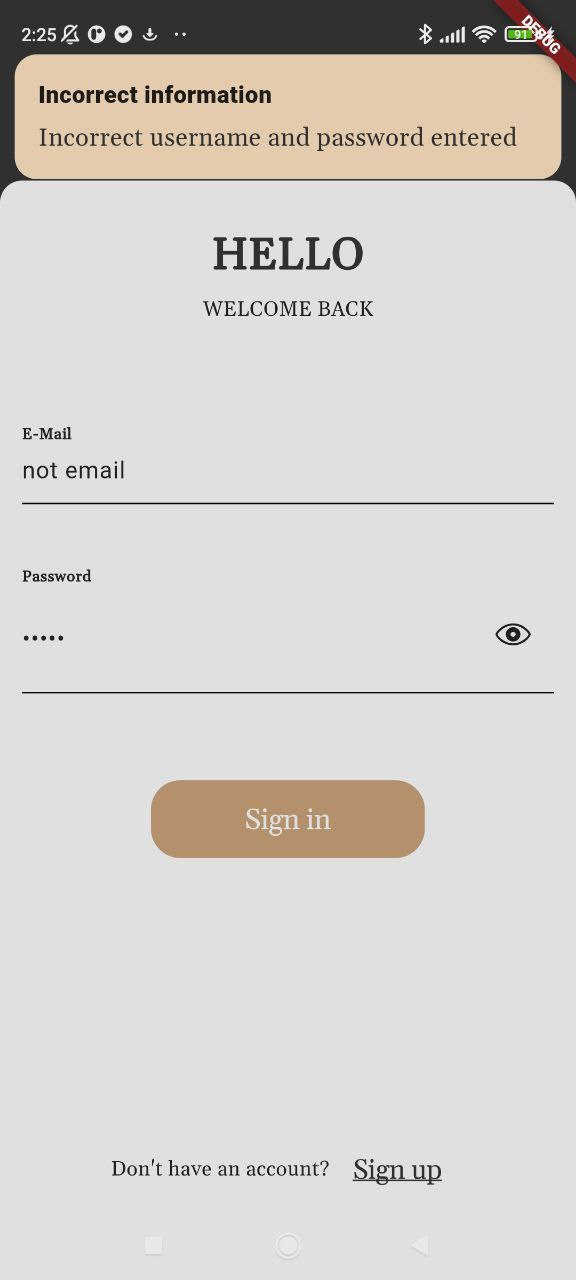 2:25
91
DEBUG
Incorrect information
Incorrect username and password entered
HELLO
WELCOME BACK
E-Mail
not email
Password
•••••
Sign in
Don't have an account? Sign up